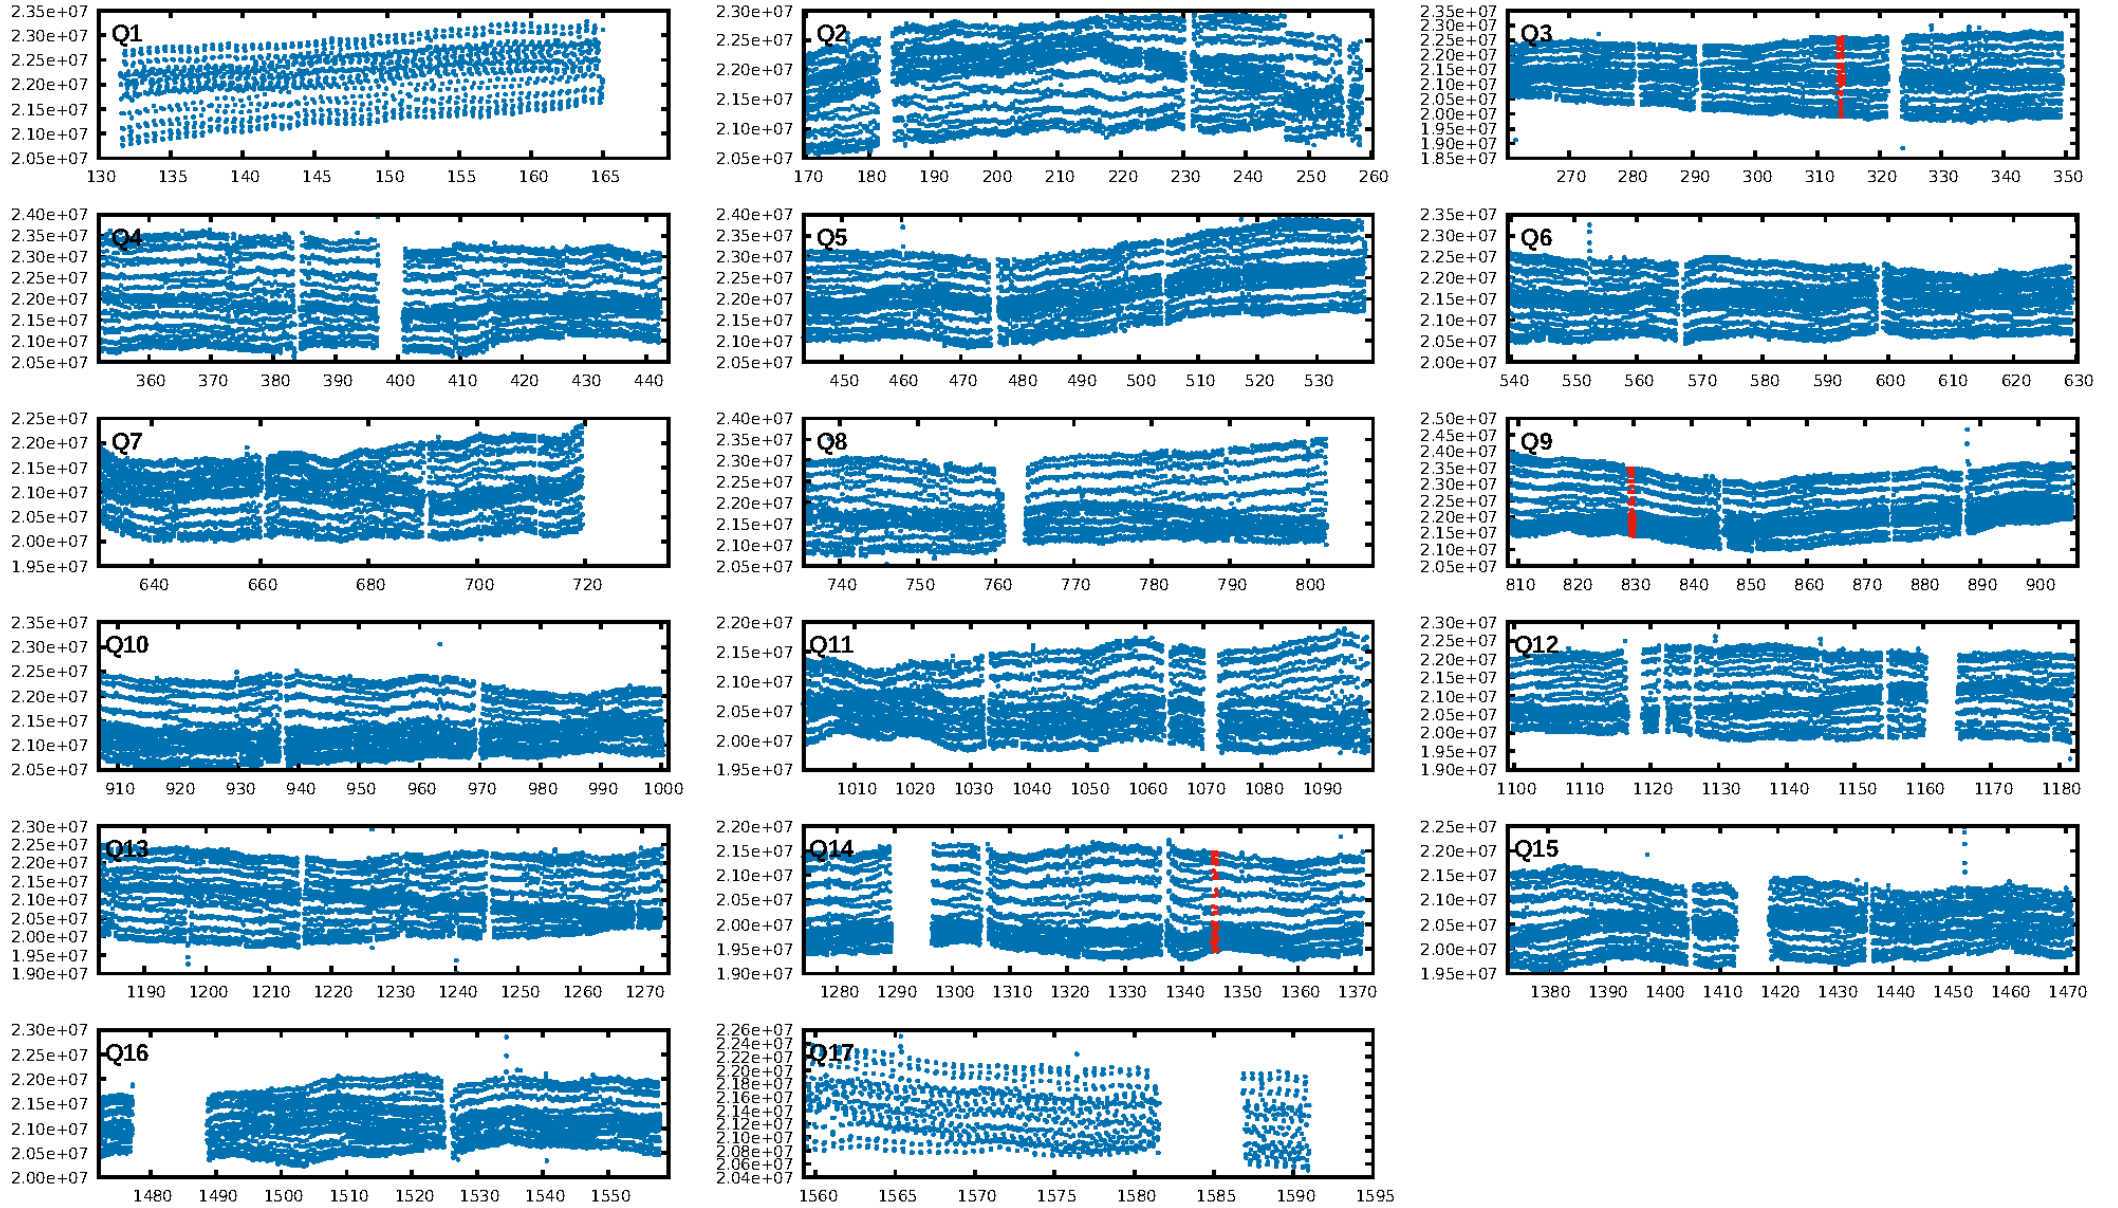 2.35e+07 2.30e+07 2.25e+07 2.20e+07 2.15e+07 2.10e+07 2.05e+07
Q1
130 135 140 145 150 155 160 165
2.30e+07 2.25e+07 2.20e+07 2.15e+07 2.10e+07 2.05e+07
Q2
170 180 190 200 210 220 230 240 250 260
2.35e+07 2.30e+07 2.25e+07 2.20e+07 2.15e+07 2.10e+07 2.05e+07 2.00e+07 1.95e+07 1.90e+07 1.85e+07
Q3
270 280 290 300 310 320 330 340 350
2.40e+07 2.35e+07 2.30e+07 2.25e+07 2.20e+07 2.15e+07 2.10e+07 2.05e+07
Q4
360 370 380 390 400 410 420 430 440
2.40e+07 2.35e+07 2.30e+07 2.25e+07 2.20e+07 2.15e+07 2.10e+07 2.05e+07
Q5
450 460 470 480 490 500 510 520 530
2.35e+07 2.30e+07 2.25e+07 2.20e+07 2.15e+07 2.10e+07 2.05e+07 2.00e+07
Q6
540 550 560 570 580 590 600 610 620 630
2.25e+07 2.20e+07 2.15e+07 2.10e+07 2.05e+07 2.00e+07 1.95e+07
Q7
640 660 680 700 720
2.40e+07 2.35e+07 2.30e+07 2.25e+07 2.20e+07 2.15e+07 2.10e+07 2.05e+07
Q8
740 750 760 770 780 790 800
2.50e+07 2.45e+07 2.40e+07 2.35e+07 2.30e+07 2.25e+07 2.20e+07 2.15e+07 2.10e+07 2.05e+07
Q9
810 820 830 840 850 860 870 880 890 900
2.35e+07 2.30e+07 2.25e+07 2.20e+07 2.15e+07 2.10e+07 2.05e+07
Q10
910 920 930 940 950 960 970 980 990 1000
2.20e+07 2.15e+07 2.10e+07 2.05e+07 2.00e+07 1.95e+07
Q11
1010 1020 1030 1040 1050 1060 1070 1080 1090
2.30e+07 2.25e+07 2.20e+07 2.15e+07 2.10e+07 2.05e+07 2.00e+07 1.95e+07 1.90e+07
Q12
1100 1110 1120 1130 1140 1150 1160 1170 1180
2.30e+07 2.25e+07 2.20e+07 2.15e+07 2.10e+07 2.05e+07 2.00e+07 1.95e+07 1.90e+07
Q13
1190 1200 1210 1220 1230 1240 1250 1260 1270
2.20e+07 2.15e+07 2.10e+07 2.05e+07 2.00e+07 1.95e+07 1.90e+07
Q14
1280 1290 1300 1310 1320 1330 1340 1350 1360 1370
2.25e+07 2.20e+07 2.15e+07 2.10e+07 2.05e+07 2.00e+07 1.95e+07
Q15
1380 1390 1400 1410 1420 1430 1440 1450 1460 1470
2.30e+07 2.25e+07 2.20e+07 2.15e+07 2.10e+07 2.05e+07 2.00e+07
Q16
1480 1490 1500 1510 1520 1530 1540 1550
2.26e+07 2.24e+07 2.22e+07 2.20e+07 2.18e+07 2.16e+07 2.14e+07 2.12e+07 2.10e+07 2.08e+07 2.06e+07 2.04e+07
Q17
1560 1565 1570 1575 1580 1585 1590 1595